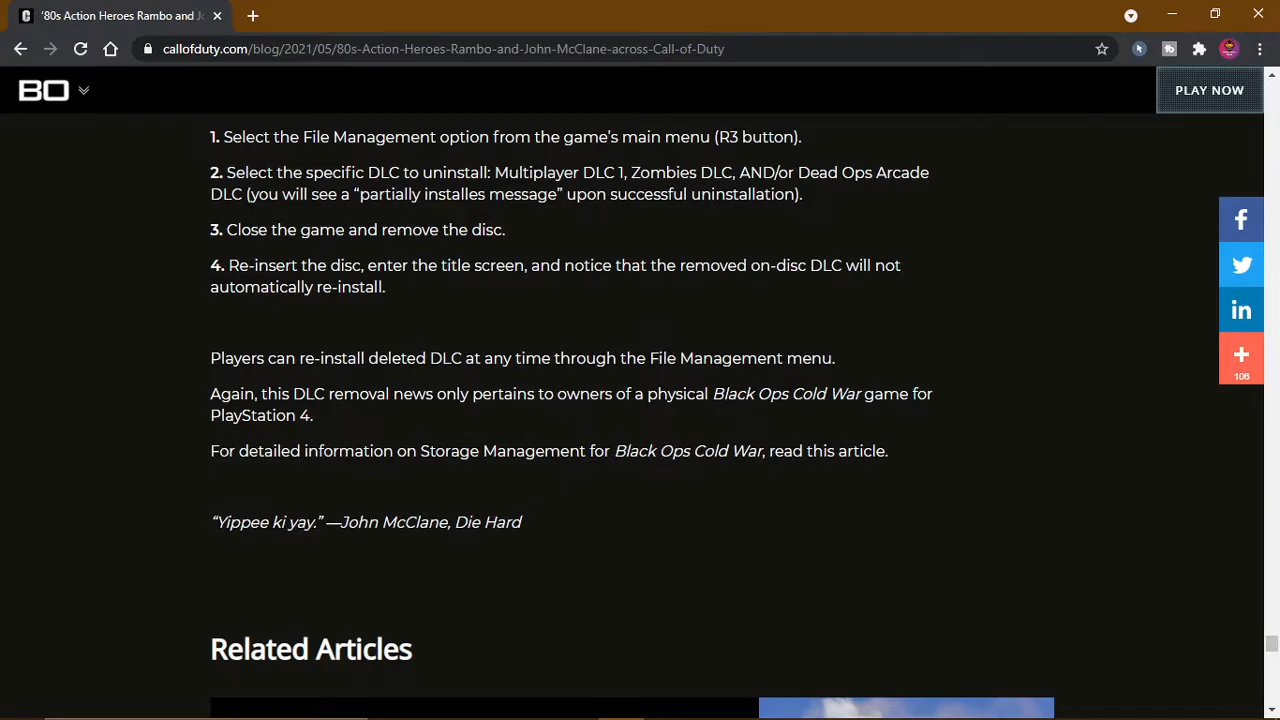 '80s Action Heroes Rambo and Jo
callofduty.com/blog/2021/05/80s-Action-Heroes-Rambo-and-John-McClane-across-Call-of-Duty
BO
PLAY NOW
1. Select the File Management option from the game’s main menu (R3 button).
2. Select the specific DLC to uninstall: Multiplayer DLC 1, Zombies DLC, AND/or Dead Ops Arcade
DLC (you will see a “partially installes message” upon successful uninstallation).
3. Close the game and remove the disc.
4. Re-insert the disc, enter the title screen, and notice that the removed on-disc DLC will not
automatically re-install.
Players can re-install deleted DLC at any time through the File Management menu.
Again, this DLC removal news only pertains to owners of a physical Black Ops Cold War game for
PlayStation 4.
For detailed information on Storage Management for Black Ops Cold War, read this article.
“Yippee ki yay.” —John McClane, Die Hard
106
Related Articles